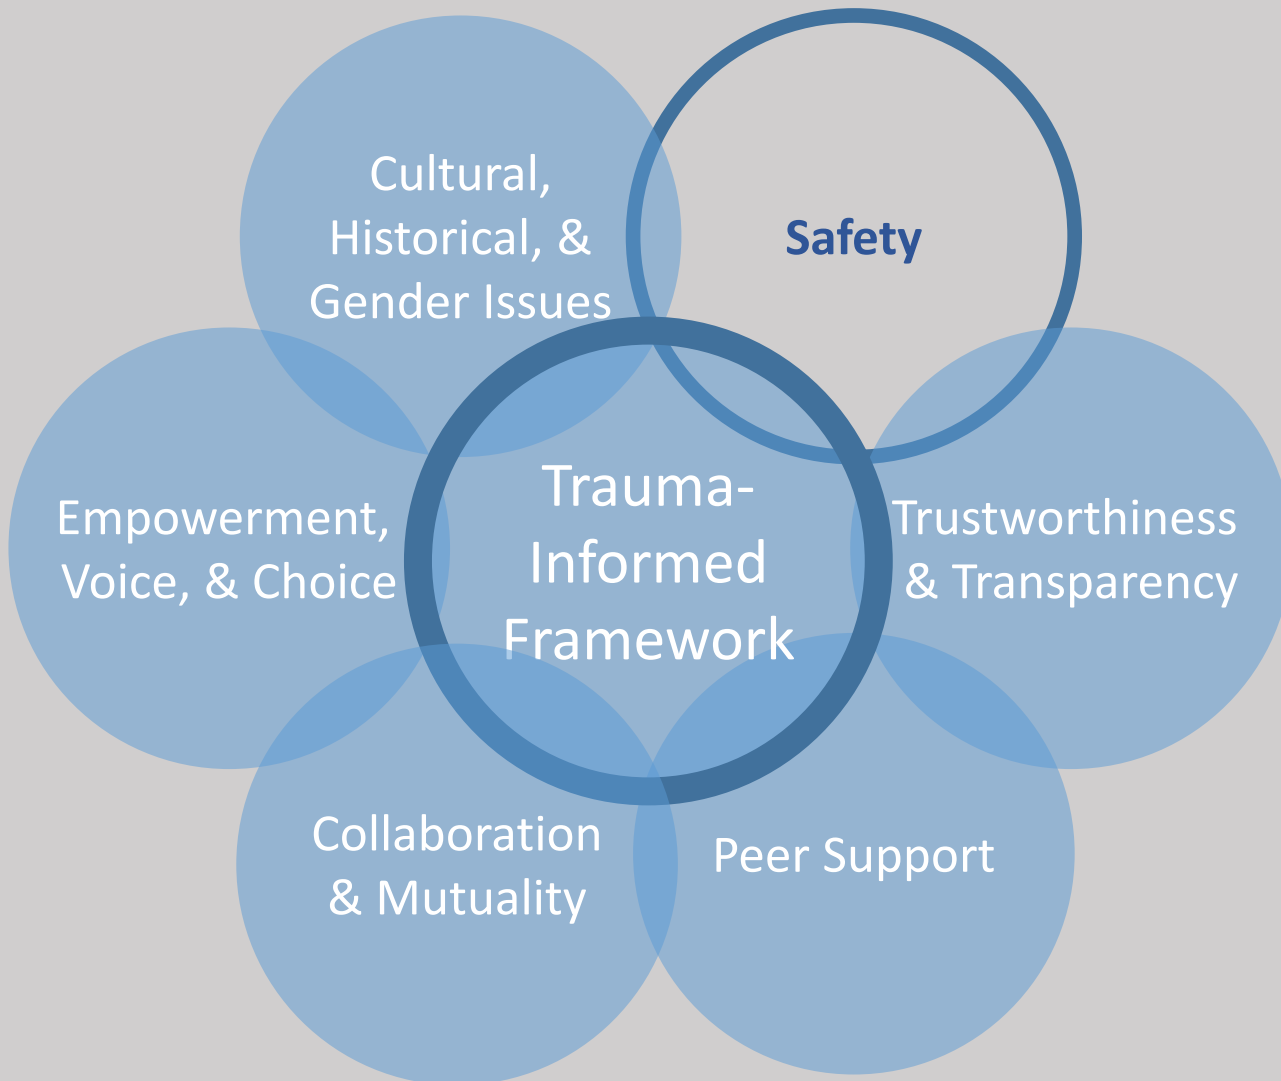 Cultural,
Historical, &
Gender Issues
Safety
Trauma-
Informed
Framework
Empowerment,
Voice, & Choice
Trustworthiness
& Transparency
Collaboration
& Mutuality
Peer Support